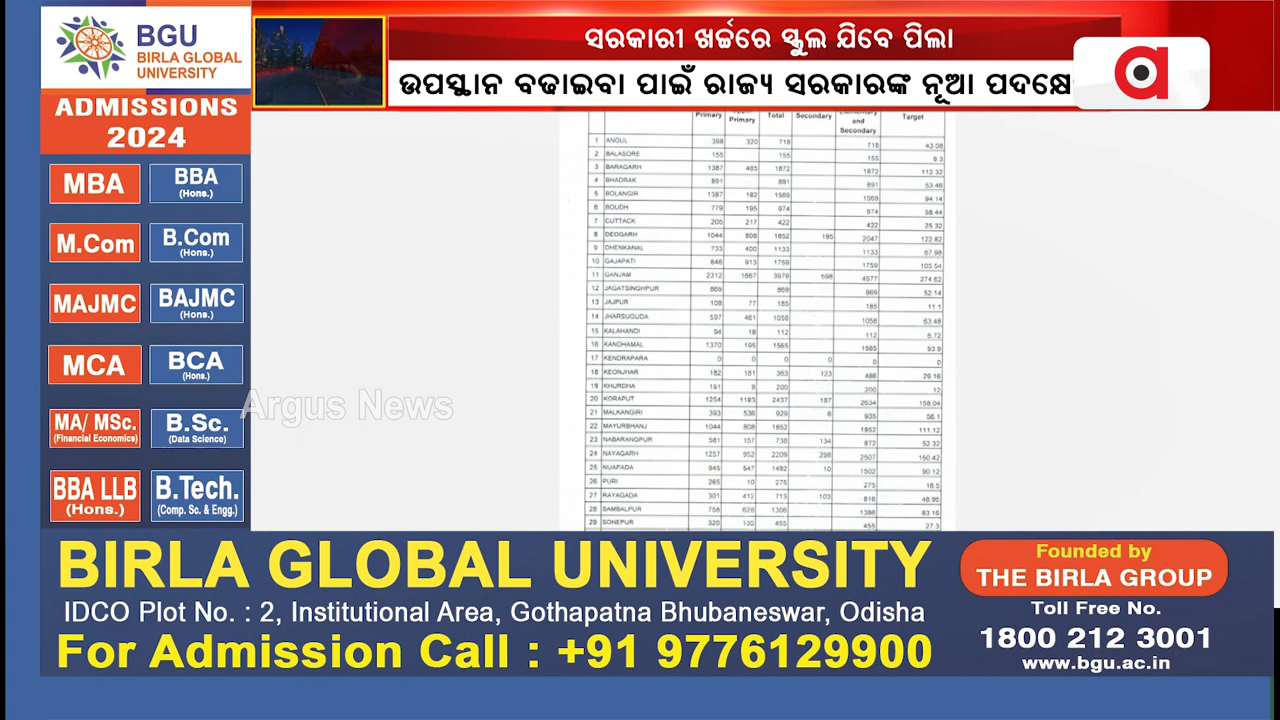 BGU
BIRLA GLOBAL
UNIVERSITY
ADMISSIONS
2024
MBA
BBA
(Hons.)
M.Com
B.Com
(Hons.)
MAJMC
BAJMC
(Hons.)
MCA
BCA
(Hons.)
MA/ MSc.
(Financial Economics)
B.Sc.
(Data Science)
BBA LLB
(Hons.)
B.Tech.
(Comp. Sc. & Engg.)
ସରକାରୀ ଖର୍ଚ୍ଚରେ ସ୍କୁଲ ଯିବେ ପିଲା
ଉପସ୍ଥାନ ବଢାଇବା ପାଇଁ ରାଜ୍ୟ ସରକାରଙ୍କ ନୂଆ ପଦକ୍ଷେ
a
Primary Primary Total Secondary and Secondary Target
1 ANGUL 398 320 718 718 43.08
2 BALASORE 155 155 155 9.3
3 BARAGARH 1387 485 1872 1872 112.32
4 BHADRAK 891 891 891 53.46
5 BOLANGIR 1387 182 1569 1569 94.14
6 BOUDH 779 195 974 974 58.44
7 CUTTACK 205 217 422 422 25.32
8 DEOGARH 1044 808 1852 195 2047 122.82
9 DHENKANAL 733 400 1133 1133 67.98
10 GAJAPATI 846 913 1759 1759 105.54
11 GANJAM 2312 1667 3979 598 4577 274.62
12 JAGATSINGHPUR 869 869 869 52.14
13 JAJPUR 108 77 185 185 11.1
14 JHARSUGUDA 597 461 1058 1058 63.48
15 KALAHANDI 94 18 112 112 6.72
16 KANDHAMAL 1370 195 1565 1565 93.9
17 KENDRAPARA 0 0 0 0 0 0
18 KEONJHAR 182 181 363 123 486 29.16
19 KHURDHA 191 9 200 200 12
20 KORAPUT 1254 1183 2437 197 2634 158.04
21 MALKANGIRI 393 536 929 6 935 56.1
22 MAYURBHANJ 1044 808 1852 1852 111.12
23 NABARANGPUR 581 157 738 134 872 52.32
24 NAYAGARH 1257 952 2209 298 2507 150.42
25 NUAPADA 945 547 1492 10 1502 90.12
26 PURI 265 10 275 275 16.5
27 RAYAGADA 301 412 713 103 816 48.96
28 SAMBALPUR 758 628 1386 1386 83.16
29 SONEPUR 320 135 455 455 27.3
Argus News
BIRLA GLOBAL UNIVERSITY
IDCO Plot No. : 2, Institutional Area, Gothapatna Bhubaneswar, Odisha
For Admission Call : +91 9776129900
Founded by
THE BIRLA GROUP
Toll Free No.
1800 212 3001
www.bgu.ac.in